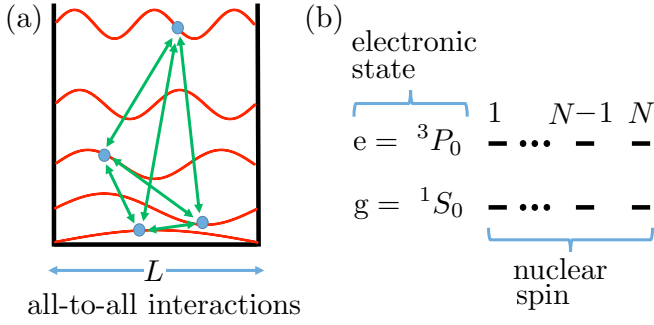 (a)
L
all-to-all interactions
(b)
electronic
state
1 N−1 N
e = ³P₀
g = ¹S₀
nuclear
spin